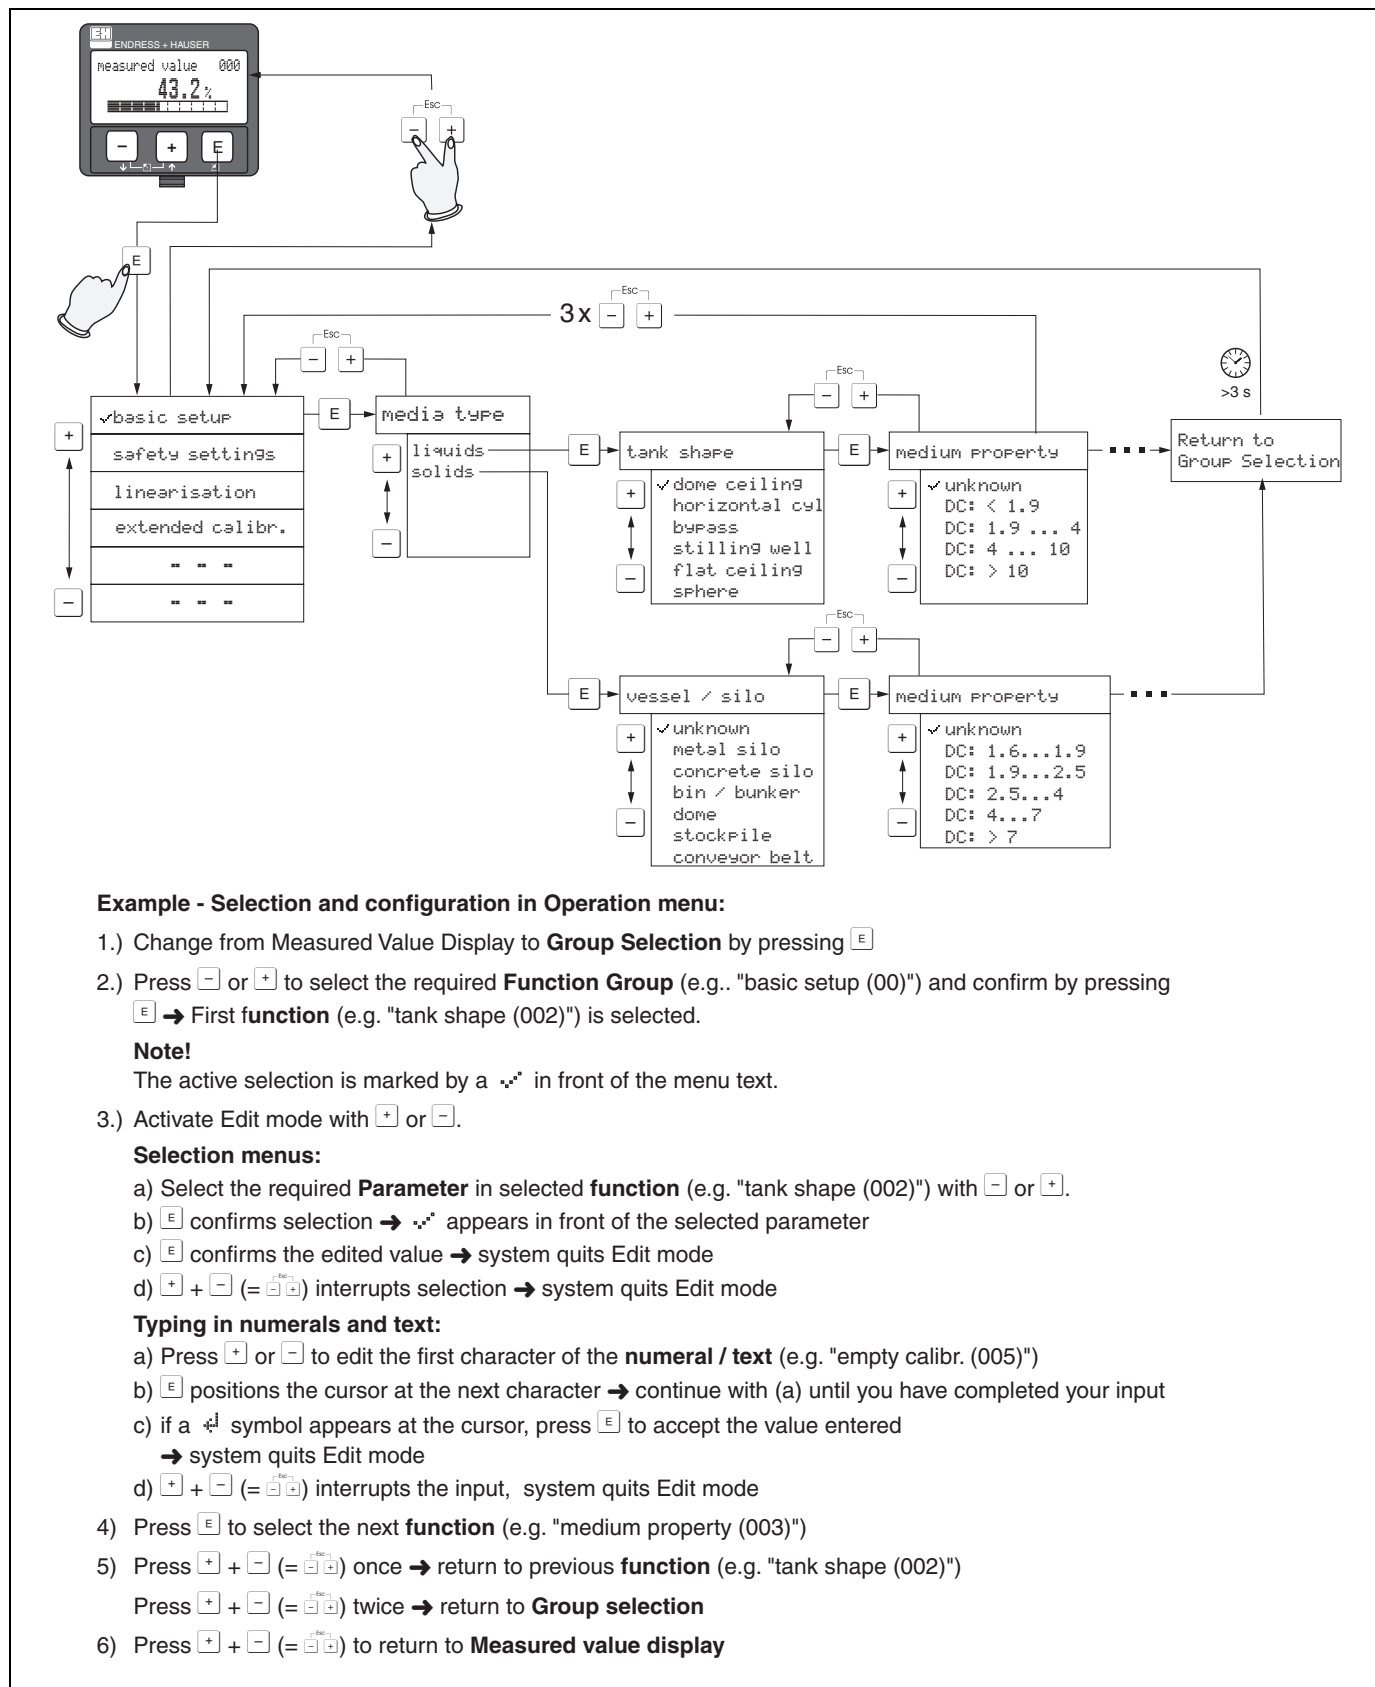 EH
ENDRESS + HAUSER
measured value 000
43.2%
− + E
Esc
− +
E
3x − +
Esc
Esc
− +
>3 s
✓basic setup
safety settings
linearisation
extended calibr.
-- -- --
-- -- --
+
−
E
media type
liquids
solids
+
−
E
tank shape
✓dome ceiling
horizontal cyl
bypass
stilling well
flat ceiling
sphere
+
−
Esc
− +
E
medium property
✓unknown
DC: < 1.9
DC: 1.9 ... 4
DC: 4 ... 10
DC: > 10
+
−
Return to
Group Selection
E
vessel / silo
✓unknown
metal silo
concrete silo
bin / bunker
dome
stockpile
conveyor belt
+
−
Esc
− +
E
medium property
✓unknown
DC: 1.6...1.9
DC: 1.9...2.5
DC: 2.5...4
DC: 4...7
DC: > 7
+
−
Example - Selection and configuration in Operation menu:
1.) Change from Measured Value Display to Group Selection by pressing E
2.) Press − or + to select the required Function Group (e.g.. "basic setup (00)") and confirm by pressing
E ➜ First function (e.g. "tank shape (002)") is selected.
Note!
The active selection is marked by a ✓ in front of the menu text.
3.) Activate Edit mode with + or −.
Selection menus:
a) Select the required Parameter in selected function (e.g. "tank shape (002)") with − or +.
b) E confirms selection ➜ ✓ appears in front of the selected parameter
c) E confirms the edited value ➜ system quits Edit mode
d) + + − (= Esc − +) interrupts selection ➜ system quits Edit mode
Typing in numerals and text:
a) Press + or − to edit the first character of the numeral / text (e.g. "empty calibr. (005)")
b) E positions the cursor at the next character ➜ continue with (a) until you have completed your input
c) if a ↲ symbol appears at the cursor, press E to accept the value entered
➜ system quits Edit mode
d) + + − (= Esc − +) interrupts the input, system quits Edit mode
4) Press E to select the next function (e.g. "medium property (003)")
5) Press + + − (= Esc − +) once ➜ return to previous function (e.g. "tank shape (002)")
Press + + − (= Esc − +) twice ➜ return to Group selection
6) Press + + − (= Esc − +) to return to Measured value display